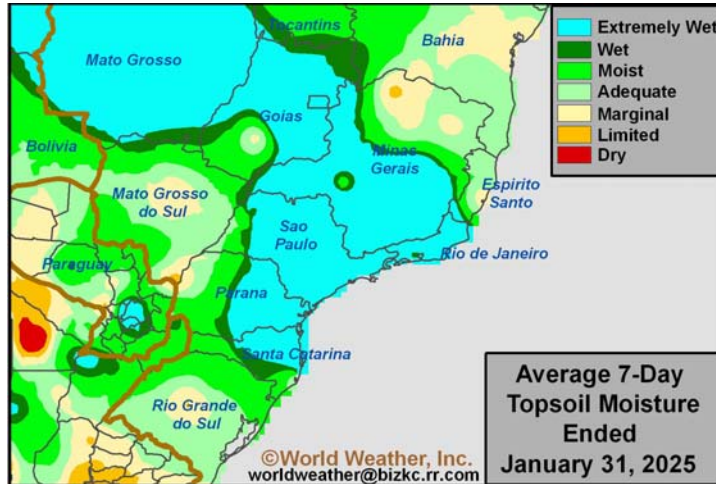 Tocantins
Bahia
Mato Grosso
Goias
Bolivia
Minas
Gerais
Mato Grosso
do Sul
Espirito
Santo
Sao
Paulo
Rio de Janeiro
Paraguay
Parana
Santa Catarina
Rio Grande
do Sul
Extremely Wet
Wet
Moist
Adequate
Marginal
Limited
Dry
Average 7-Day
Topsoil Moisture
Ended
January 31, 2025
©World Weather, Inc.
worldweather@bizkc.rr.com